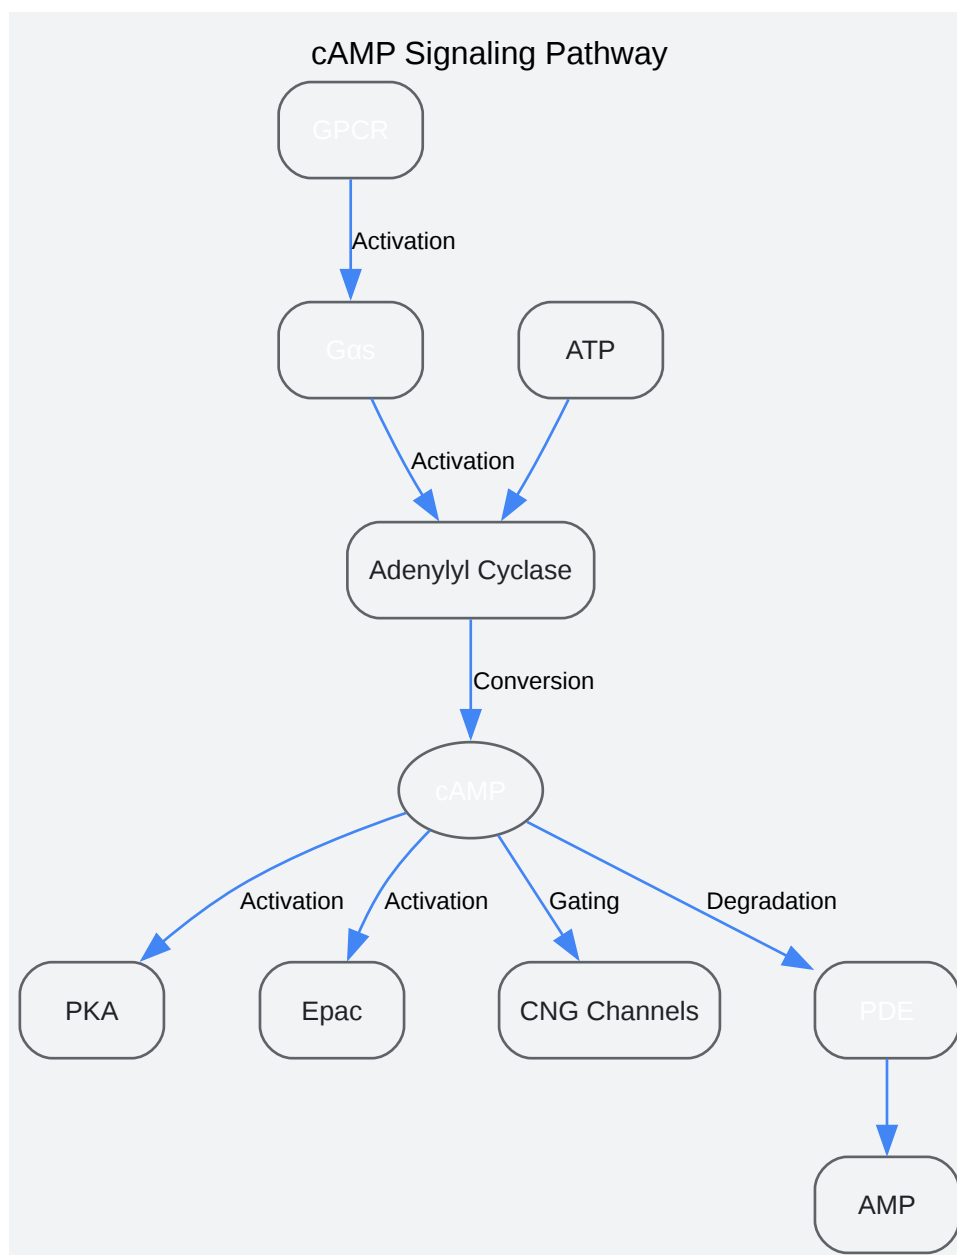 cAMP Signaling Pathway
GPCR
Activation
Gαs
ATP
Activation
Adenylyl Cyclase
Conversion
cAMP
Activation
Activation
Gating
Degradation
PKA
Epac
CNG Channels
PDE
AMP